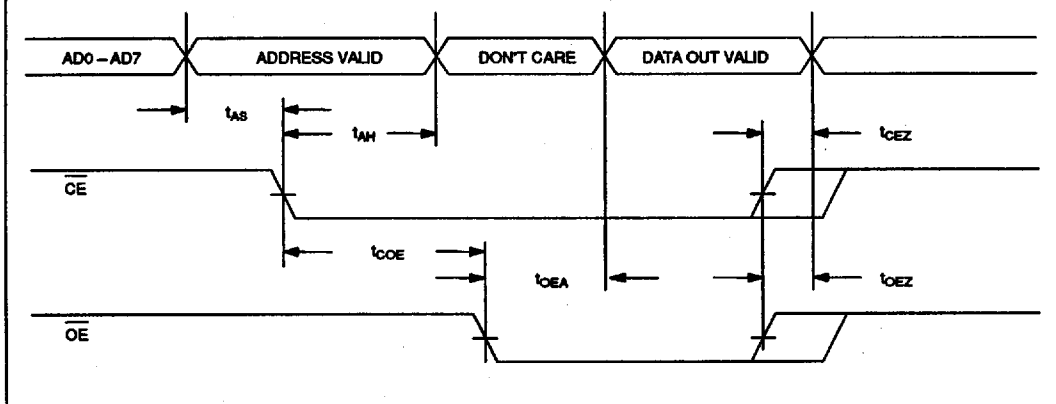 AD0 – AD7 ADDRESS VALID DON'T CARE DATA OUT VALID
tAS
tAH tCEZ
CE
tCOE
tOEA tOEZ
OE